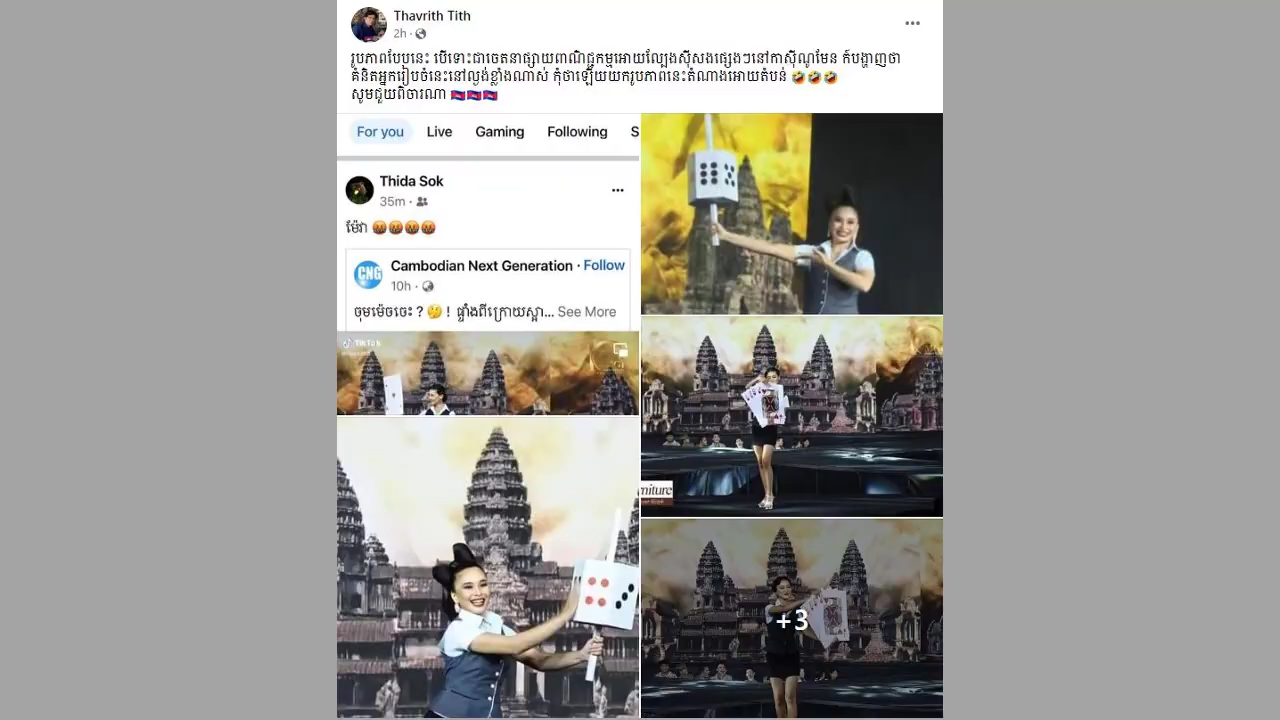 Thavrith Tith
2h ·
រូបភាពបែបនេះ បើទោះជាចេតនាផ្សាយពាណិជ្ជកម្មអោយល្បែងស៊ីសងផ្សេងៗនៅកាស៊ីណូមែន ក៍បង្ហាញថា
គំនិតអ្នករៀបចំនេះនៅល្ងង់ខ្លាំងណាស់ កុំថាឡើយយករូបភាពនេះតំណាងអោយតំបន់ 🤣🤣🤣
សូមជួយពិចារណា 🇰🇭🇰🇭🇰🇭
For you Live Gaming Following S
Thida Sok
35m ·
ម៉ែវា 🤬🤬🤬🤬
CNG
Cambodian Next Generation · Follow
10h ·
ចុមម៉េចចេះ ? 🤔 ! ផ្ទាំងពីក្រោយស្អា... See More
TikTok
niture
+3